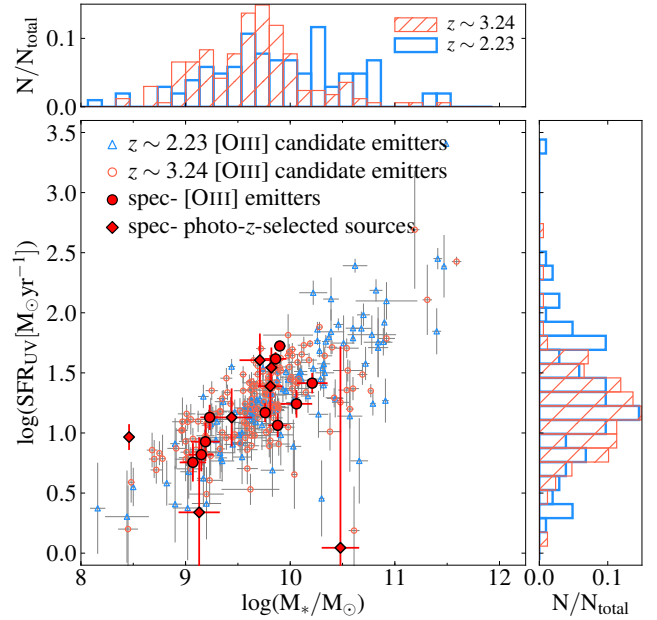 N/N_total
0.1
0.0
z ∼ 3.24
z ∼ 2.23
log(SFR_UV[M_⊙yr^−1])
3.5
3.0
2.5
2.0
1.5
1.0
0.5
0.0
z ∼ 2.23 [OIII] candidate emitters
z ∼ 3.24 [OIII] candidate emitters
spec- [OIII] emitters
spec- photo-z-selected sources
8 9 10 11 12
log(M_*/M_⊙)
0.0 0.1
N/N_total